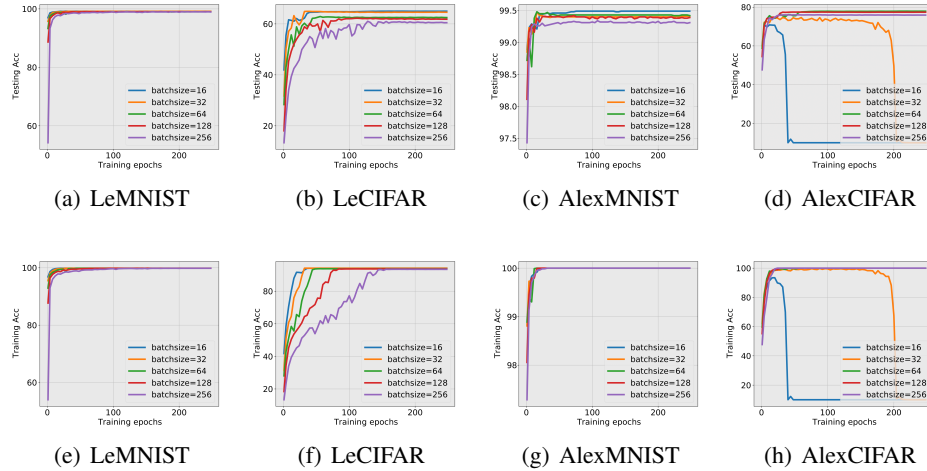 Testing Acc
100
80
60
batchsize=16
batchsize=32
batchsize=64
batchsize=128
batchsize=256
0 100 200
Training epochs
(a) LeMNIST
Testing Acc
60
40
20
batchsize=16
batchsize=32
batchsize=64
batchsize=128
batchsize=256
0 100 200
Training epochs
(b) LeCIFAR
Testing Acc
99.5
99.0
98.5
98.0
97.5
batchsize=16
batchsize=32
batchsize=64
batchsize=128
batchsize=256
0 100 200
Training epochs
(c) AlexMNIST
Testing Acc
80
60
40
20
batchsize=16
batchsize=32
batchsize=64
batchsize=128
batchsize=256
0 100 200
Training epochs
(d) AlexCIFAR
Training Acc
100
80
60
batchsize=16
batchsize=32
batchsize=64
batchsize=128
batchsize=256
0 100 200
Training epochs
(e) LeMNIST
Training Acc
80
60
40
20
batchsize=16
batchsize=32
batchsize=64
batchsize=128
batchsize=256
0 100 200
Training epochs
(f) LeCIFAR
Training Acc
100
99
98
batchsize=16
batchsize=32
batchsize=64
batchsize=128
batchsize=256
0 100 200
Training epochs
(g) AlexMNIST
Training Acc
100
80
60
40
20
batchsize=16
batchsize=32
batchsize=64
batchsize=128
batchsize=256
0 100 200
Training epochs
(h) AlexCIFAR